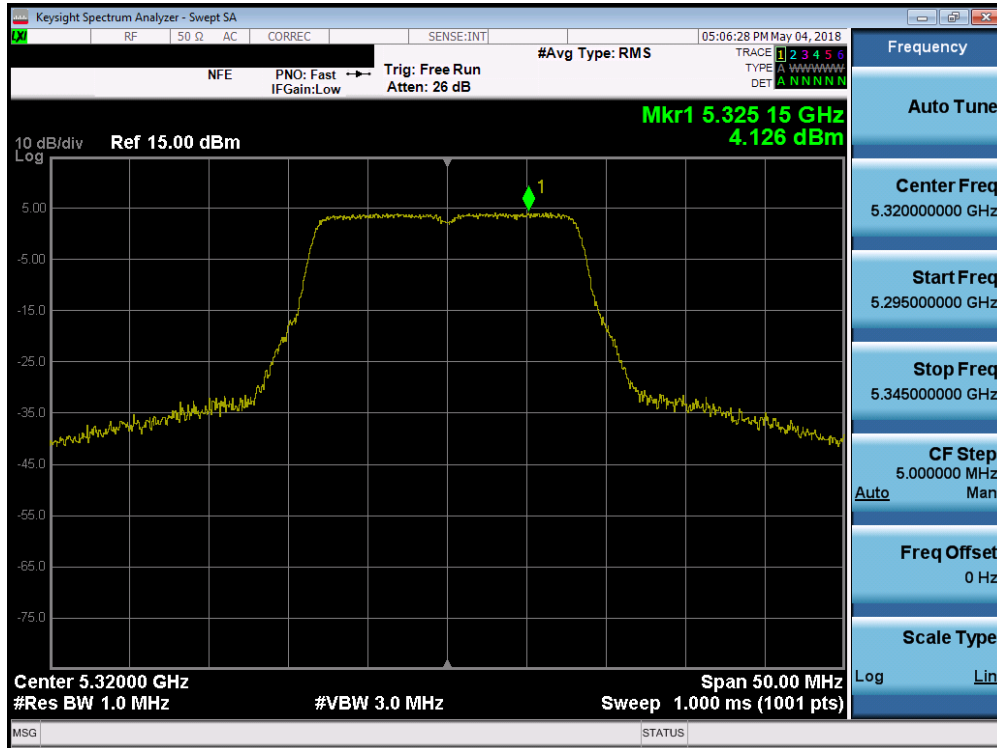 Keysight Spectrum Analyzer - Swept SA
LXI RF 50 Ω AC CORREC SENSE:INT 05:06:28 PM May 04, 2018
Frequency
#Avg Type: RMS
TRACE 1 2 3 4 5 6
TYPE A WWWWW
DET A N N N N N
NFE
PNO: Fast
IFGain:Low
Trig: Free Run
Atten: 26 dB
Auto Tune
Mkr1 5.325 15 GHz
4.126 dBm
10 dB/div
Log
Ref 15.00 dBm
1
5.00
-5.00
-15.0
-25.0
-35.0
-45.0
-55.0
-65.0
-75.0
Center Freq
5.320000000 GHz
Start Freq
5.295000000 GHz
Stop Freq
5.345000000 GHz
CF Step
5.000000 MHz
Auto Man
Freq Offset
0 Hz
Scale Type
Log Lin
Center 5.32000 GHz Span 50.00 MHz
#Res BW 1.0 MHz #VBW 3.0 MHz Sweep 1.000 ms (1001 pts)
MSG STATUS